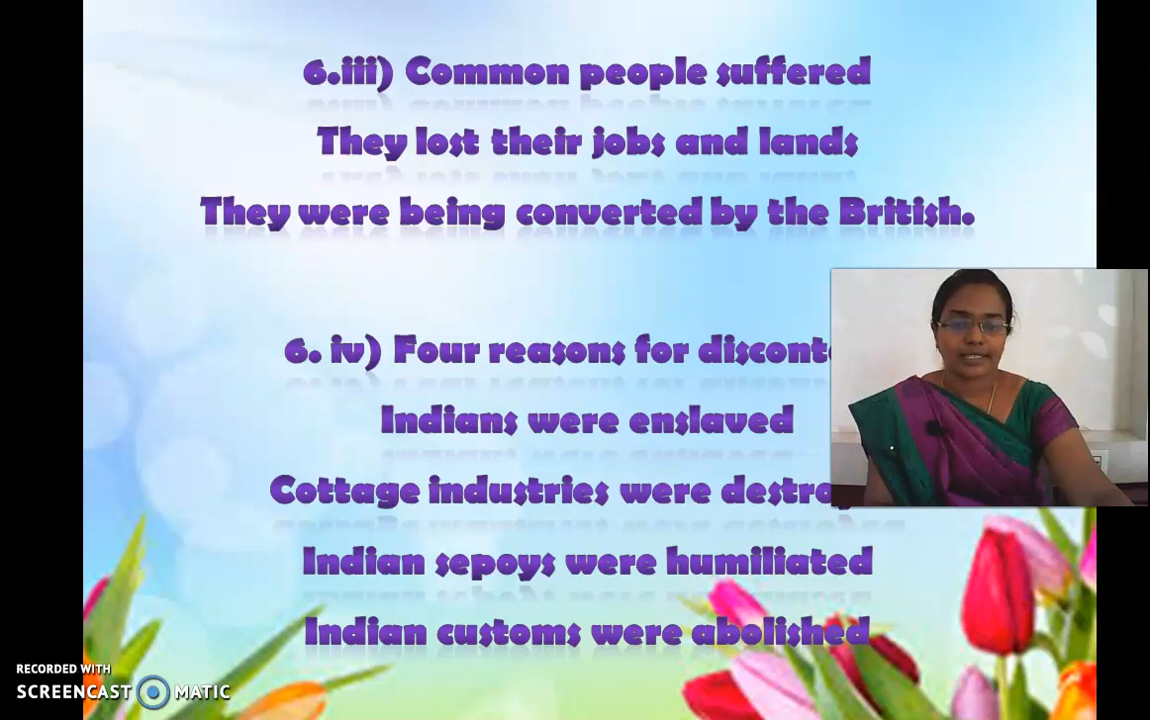 6.iii) Common people suffered
They lost their jobs and lands
They were being converted by the British.
6. iv) Four reasons for
Indians were enslaved
Cottage industries were
Indian sepoys were humiliated
Indian customs were abolished
RECORDED WITH
SCREENCAST MATIC